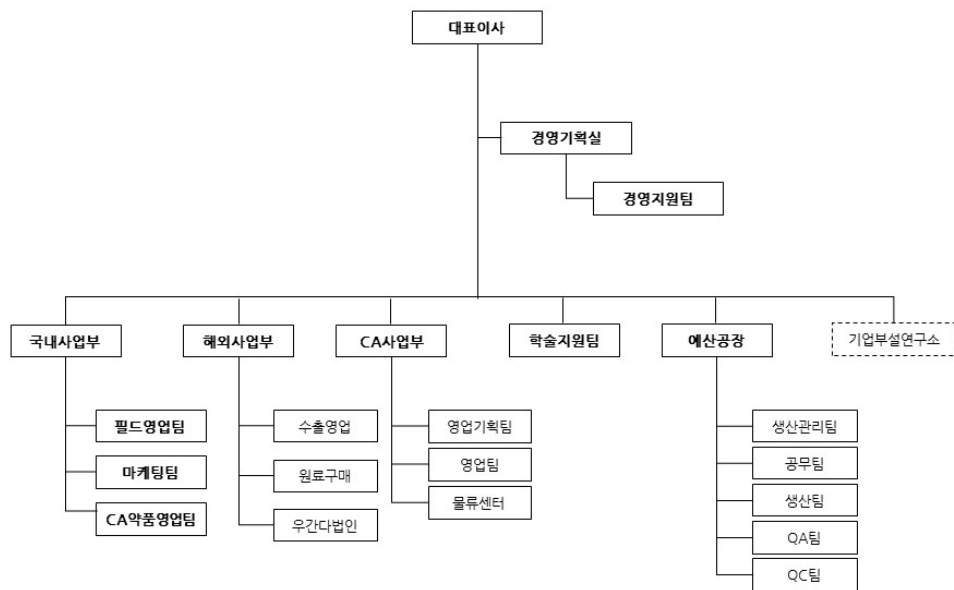 대표이사
경영기획실
경영지원팀
국내사업부
해외사업부
CA사업부
학술지원팀
예산공장
기업부설연구소
필드영업팀
마케팅팀
CA약품영업팀
수출영업
원료구매
우간다법인
영업기획팀
영업팀
물류센터
생산관리팀
공무팀
생산팀
QA팀
QC팀